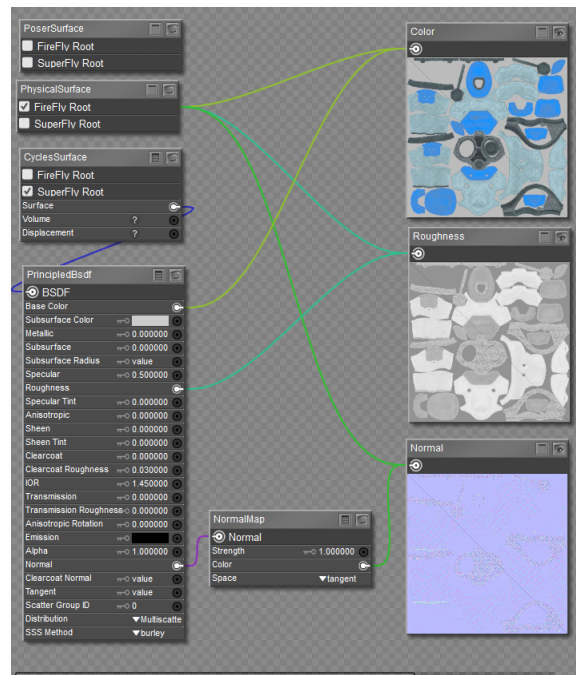 PoserSurface
FireFly Root
SuperFly Root
PhysicalSurface
FireFly Root
SuperFly Root
CyclesSurface
FireFly Root
SuperFly Root
Surface
Volume ?
Displacement ?
PrincipledBsdf
BSDF
Base Color
Subsurface Color
Metallic 0.000000
Subsurface 0.000000
Subsurface Radius value
Specular 0.500000
Roughness
Specular Tint 0.000000
Anisotropic 0.000000
Sheen 0.000000
Sheen Tint 0.000000
Clearcoat 0.000000
Clearcoat Roughness 0.030000
IOR 1.450000
Transmission 0.000000
Transmission Roughness 0.000000
Anisotropic Rotation 0.000000
Emission
Alpha 1.000000
Normal
Clearcoat Normal value
Tangent value
Scatter Group ID 0
Distribution ▼Multiscatte
SSS Method ▼burley
NormalMap
Normal
Strength 1.000000
Color
Space ▼tangent
Color
Roughness
Normal